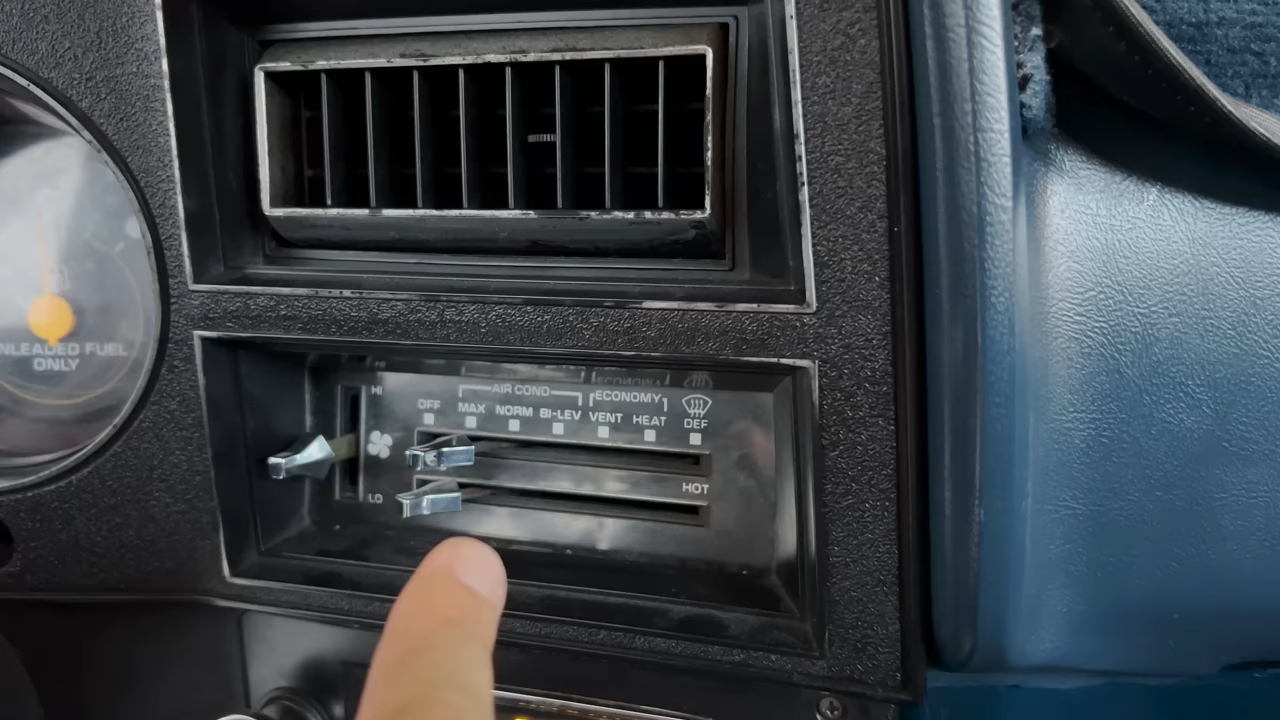 UNLEADED FUEL
ONLY
HI
LO
AIR COND
ECONOMY
OFF MAX NORM BI-LEV VENT HEAT DEF
HOT